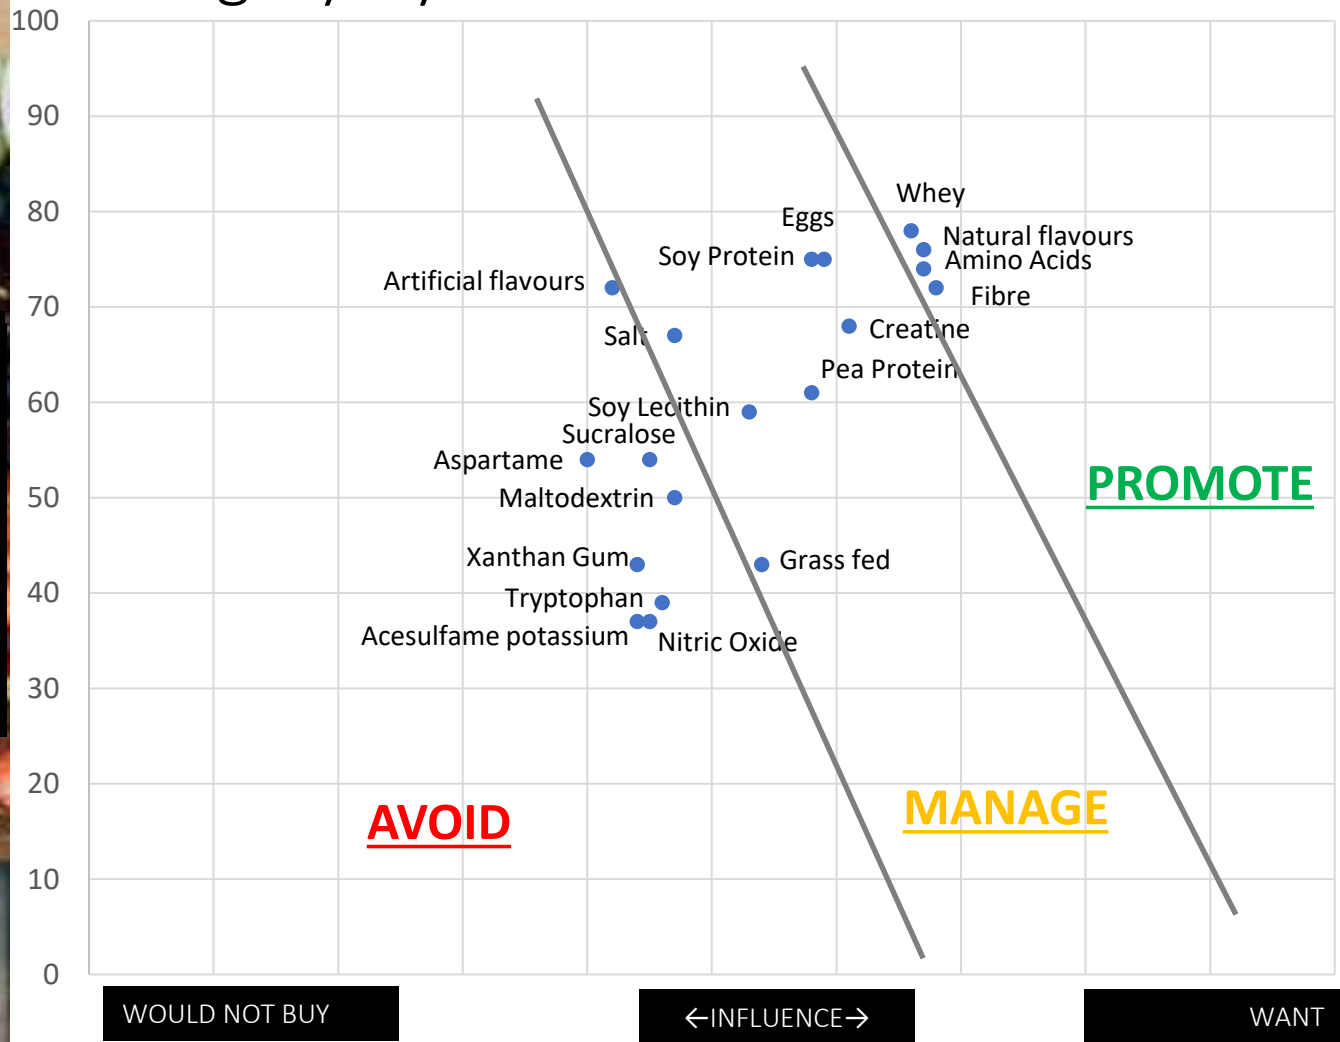 100
90
80
70
60
50
40
30
20
10
0
Whey
Eggs
Natural flavours
Soy Protein
Amino Acids
Artificial flavours
Fibre
Salt
Creatine
Pea Protein
Soy Lecithin
Sucralose
Aspartame
PROMOTE
Maltodextrin
Xanthan Gum
Grass fed
Tryptophan
Acesulfame potassium
Nitric Oxide
AVOID
MANAGE
WOULD NOT BUY
←INFLUENCE→
WANT